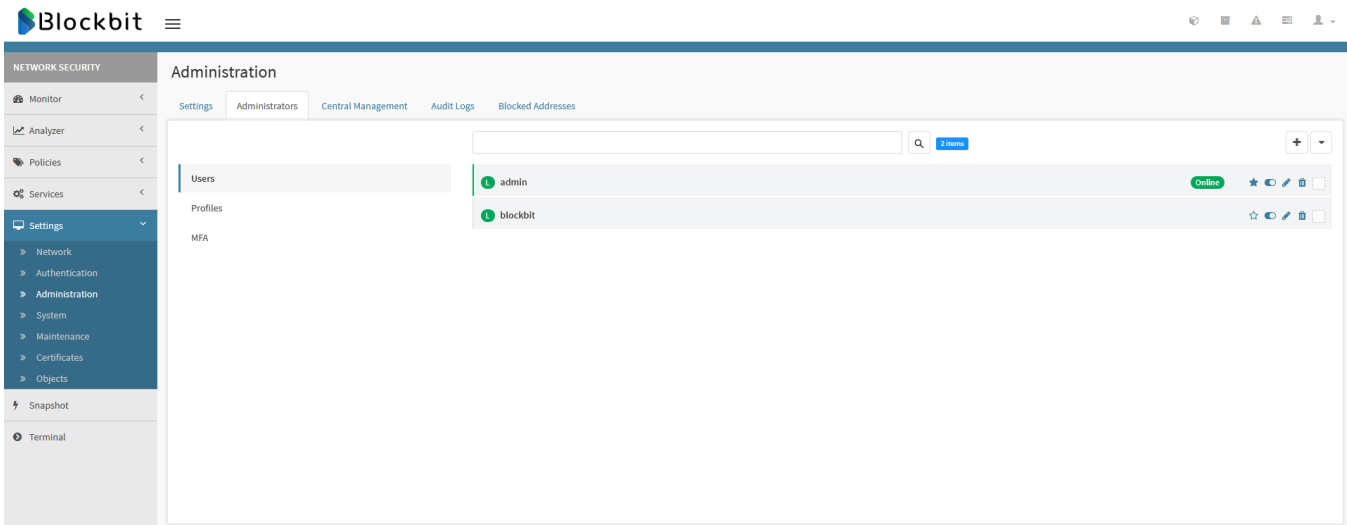 Blockbit
NETWORK SECURITY
Monitor
Analyzer
Policies
Services
Settings
Network
Authentication
Administration
System
Maintenance
Certificates
Objects
Snapshot
Terminal
Administration
Settings Administrators Central Management Audit Logs Blocked Addresses
2 items
Users
Profiles
MFA
L admin Online
L blockbit